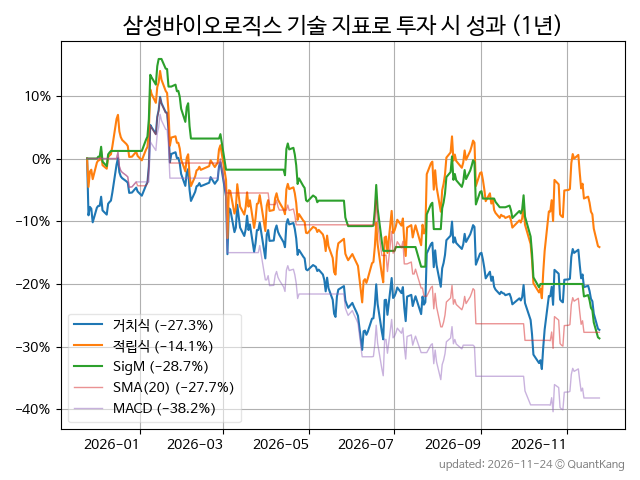 삼성바이오로직스 기술 지표로 투자 시 성과 (1년)
10%
0%
−10%
−20%
−30%
−40%
거치식 (−27.3%)
적립식 (−14.1%)
SigM (−28.7%)
SMA(20) (−27.7%)
MACD (−38.2%)
2026−01 2026−03 2026−05 2026−07 2026−09 2026−11
updated: 2026−11−24 ⓒ QuantKang